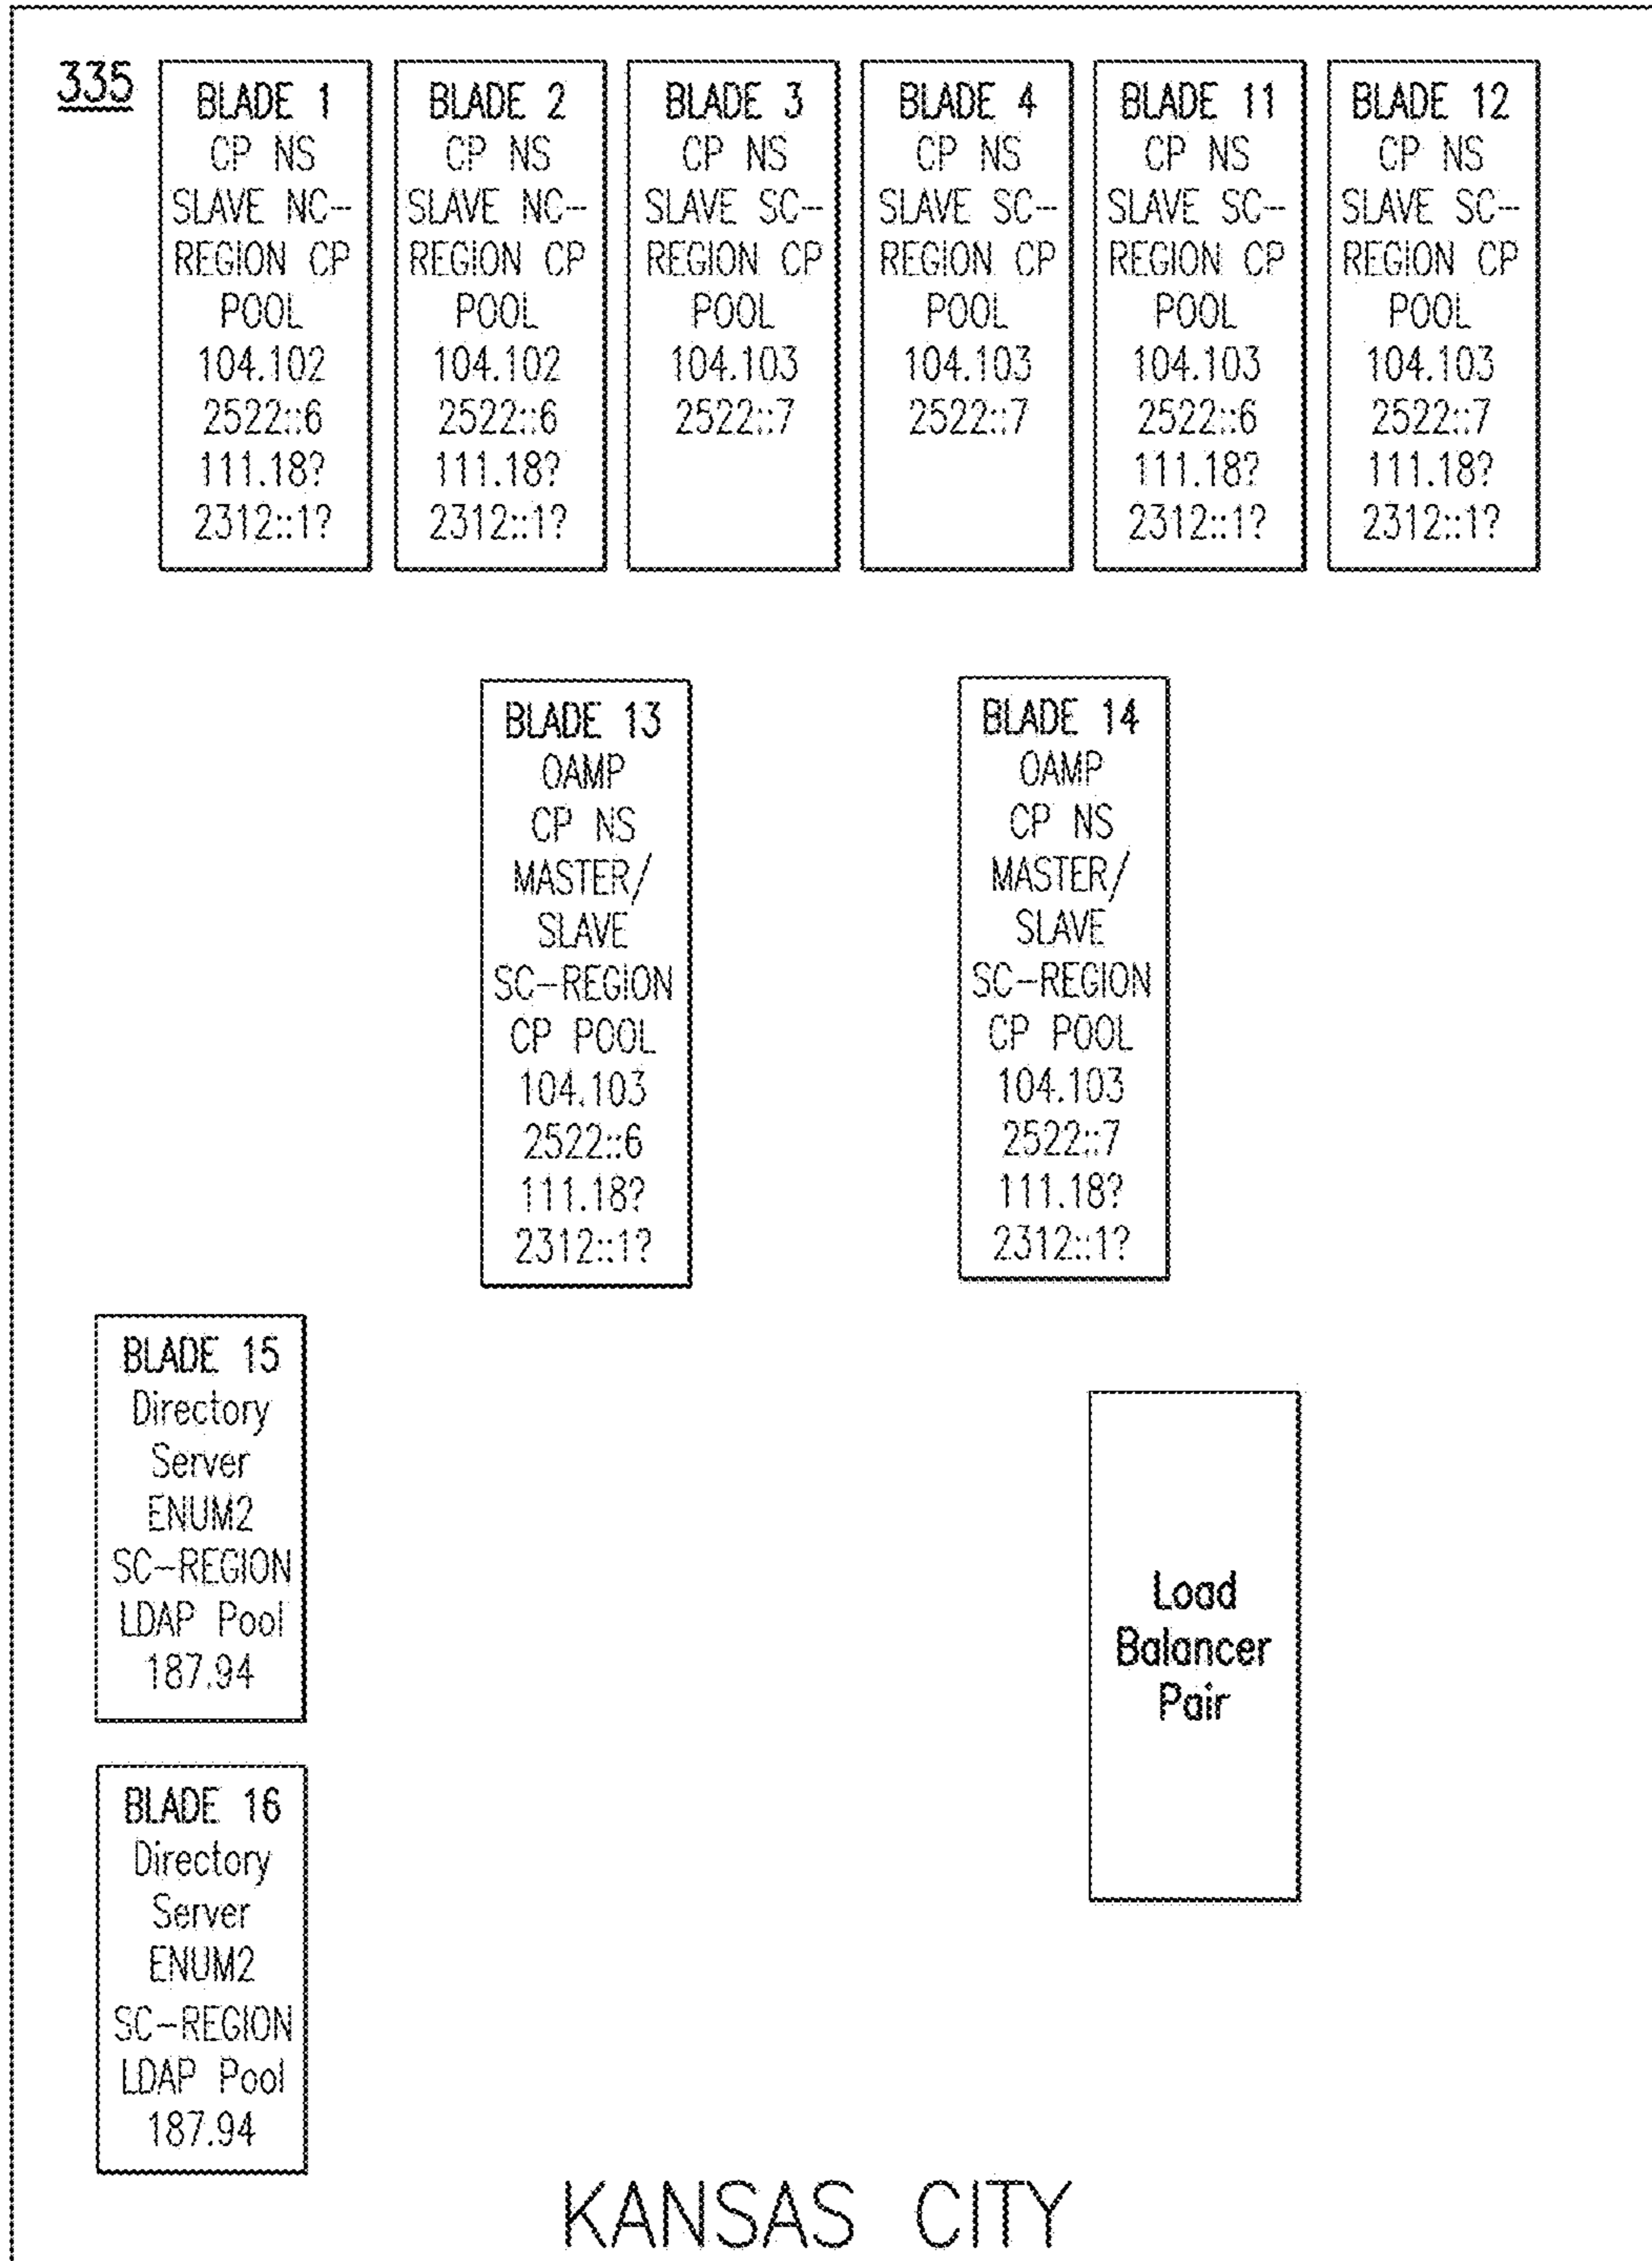 335
BLADE 1
CP NS
SLAVE NC-
REGION CP
POOL
104.102
2522::6
111.18?
2312::1?
BLADE 2
CP NS
SLAVE NC-
REGION CP
POOL
104.102
2522::6
111.18?
2312::1?
BLADE 3
CP NS
SLAVE SC-
REGION CP
POOL
104.103
2522::7
BLADE 4
CP NS
SLAVE SC-
REGION CP
POOL
104.103
2522::7
BLADE 11
CP NS
SLAVE SC-
REGION CP
POOL
104.103
2522::6
111.18?
2312::1?
BLADE 12
CP NS
SLAVE SC-
REGION CP
POOL
104.103
2522::7
111.18?
2312::1?
BLADE 13
OAMP
CP NS
MASTER/
SLAVE
SC-REGION
CP POOL
104.103
2522::6
111.18?
2312::1?
BLADE 14
OAMP
CP NS
MASTER/
SLAVE
SC-REGION
CP POOL
104.103
2522::7
111.18?
2312::1?
BLADE 15
Directory
Server
ENUM2
SC-REGION
LDAP Pool
187.94
Load
Balancer
Pair
BLADE 16
Directory
Server
ENUM2
SC-REGION
LDAP Pool
187.94
KANSAS CITY